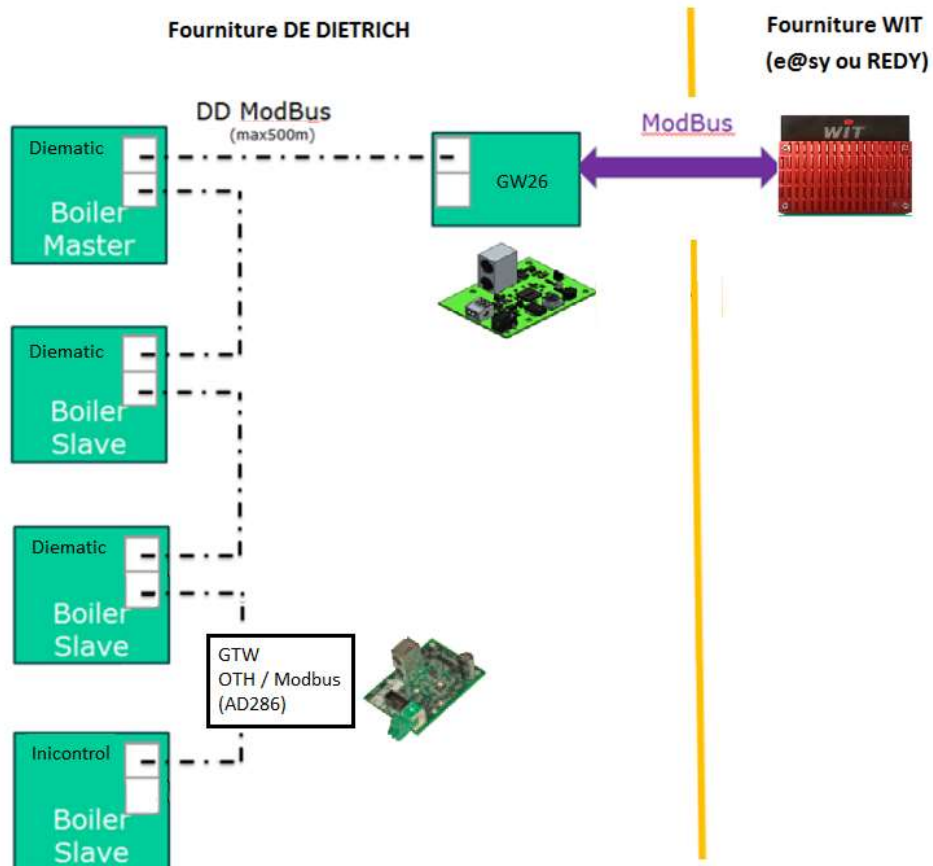 Fourniture DE DIETRICH
Fourniture WIT
(e@sy ou REDY)
DD ModBus
(max500m)
ModBus
WIT
Diematic
Boiler
Master
GW26
Diematic
Boiler
Slave
Diematic
Boiler
Slave
GTW
OTH / Modbus
(AD286)
Inicontrol
Boiler
Slave